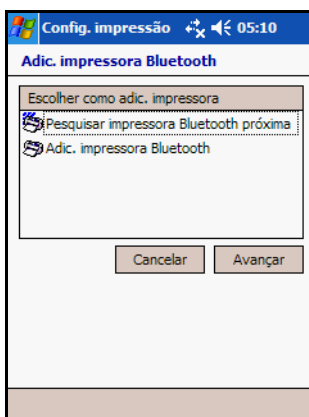 Config. impressão 05:10
Adic. impressora Bluetooth
Escolher como adic. impressora
Pesquisar impressora Bluetooth próxima
Adic. impressora Bluetooth
Cancelar Avançar